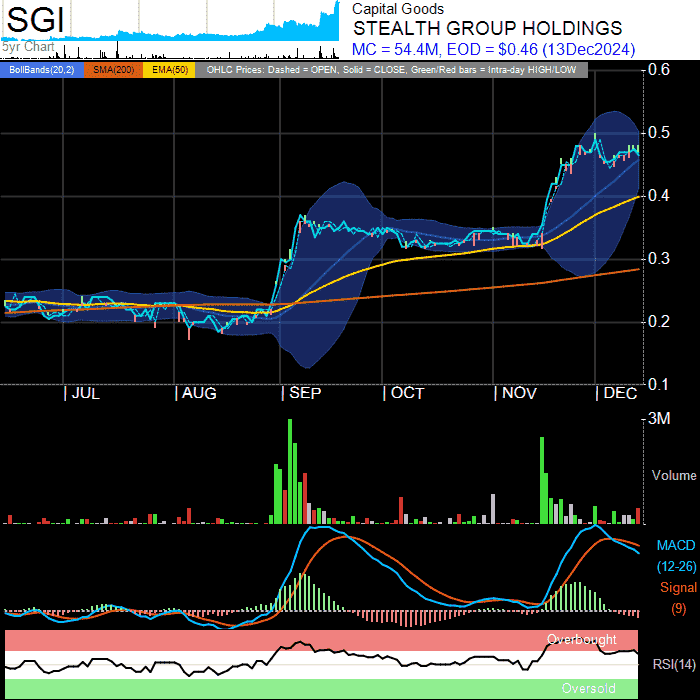 SGI
5yr Chart
Capital Goods
STEALTH GROUP HOLDINGS
MC = 54.4M, EOD = $0.46 (13Dec2024)
BollBands(20,2) SMA(200) EMA(50) OHLC Prices: Dashed = OPEN, Solid = CLOSE, Green/Red bars = Intra-day HIGH/LOW
0.6
0.5
0.4
0.3
0.2
0.1
JUL AUG SEP OCT NOV DEC
3M
Volume
MACD
(12-26)
Signal
(9)
Overbought
RSI(14)
Oversold